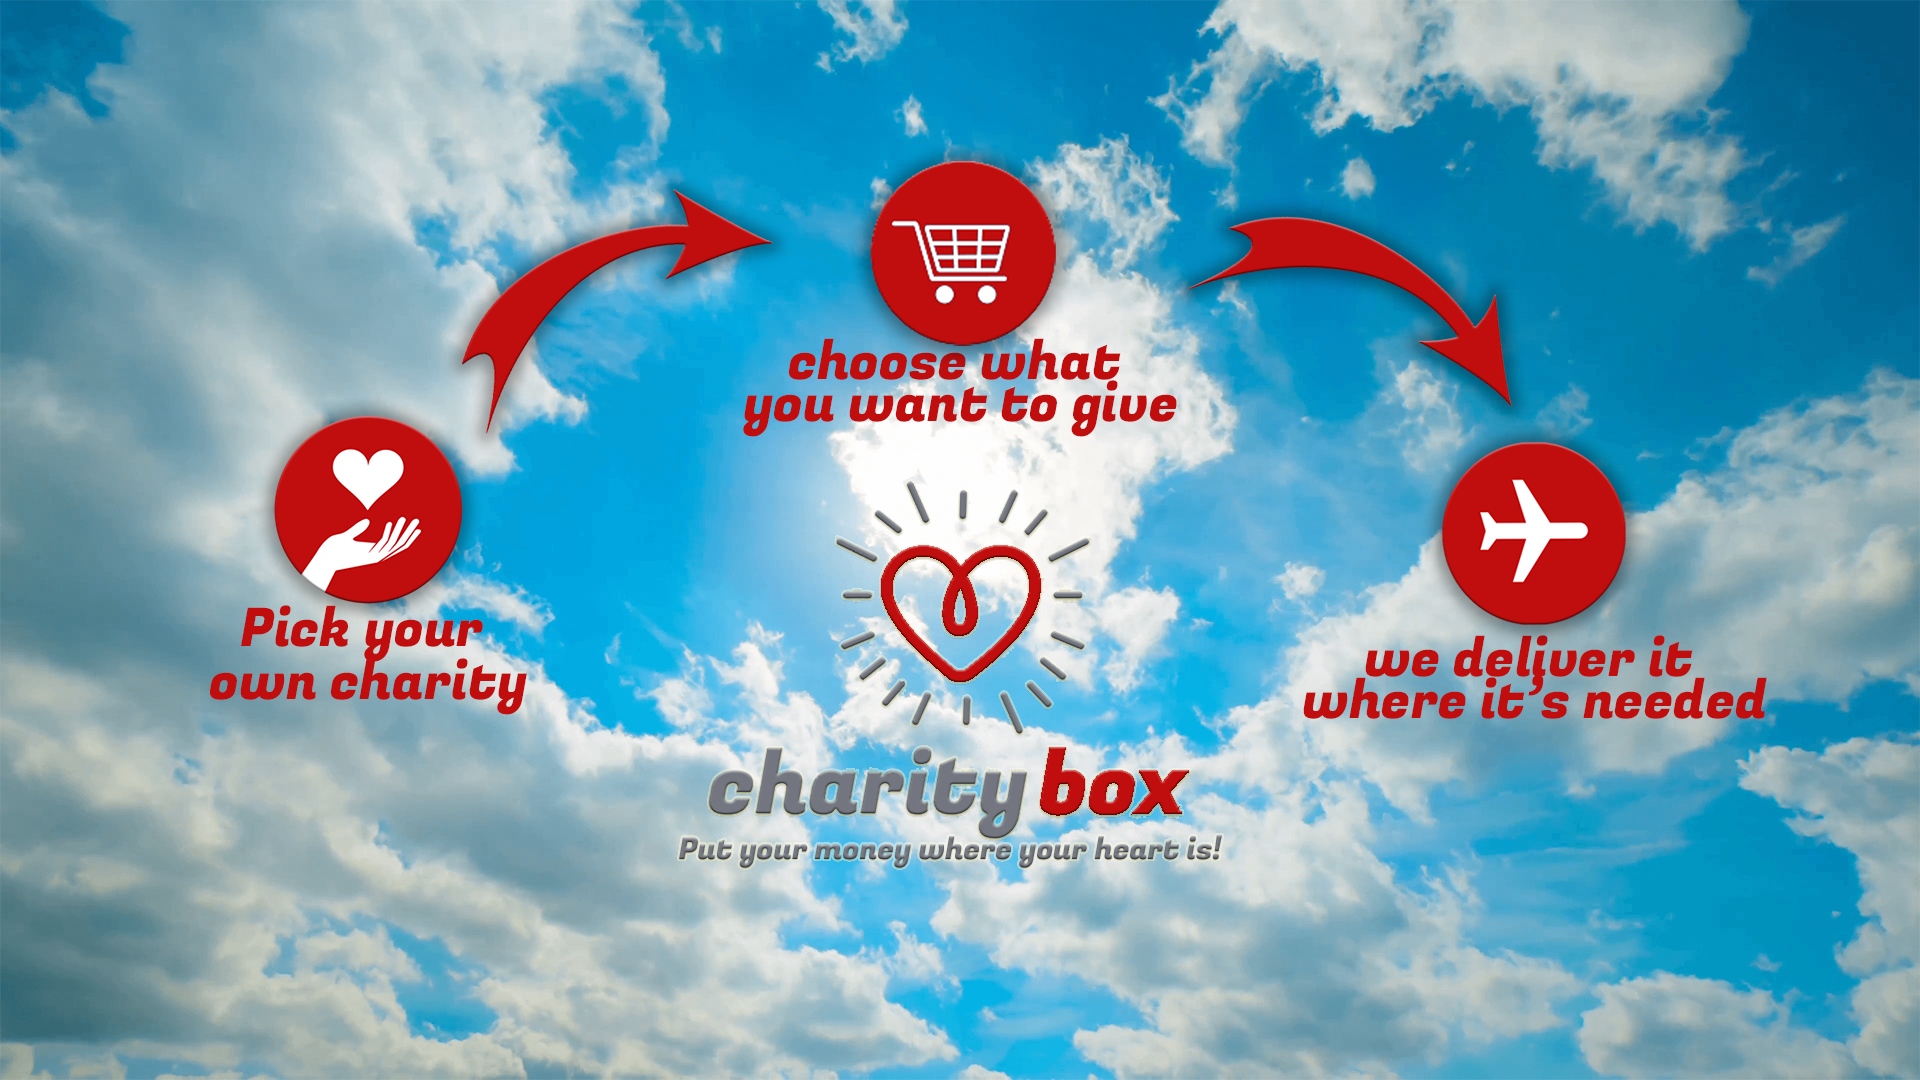 choose what
you want to give
Pick your
own charity
we deliver it
where it's needed
charity box
Put your money where your heart is!